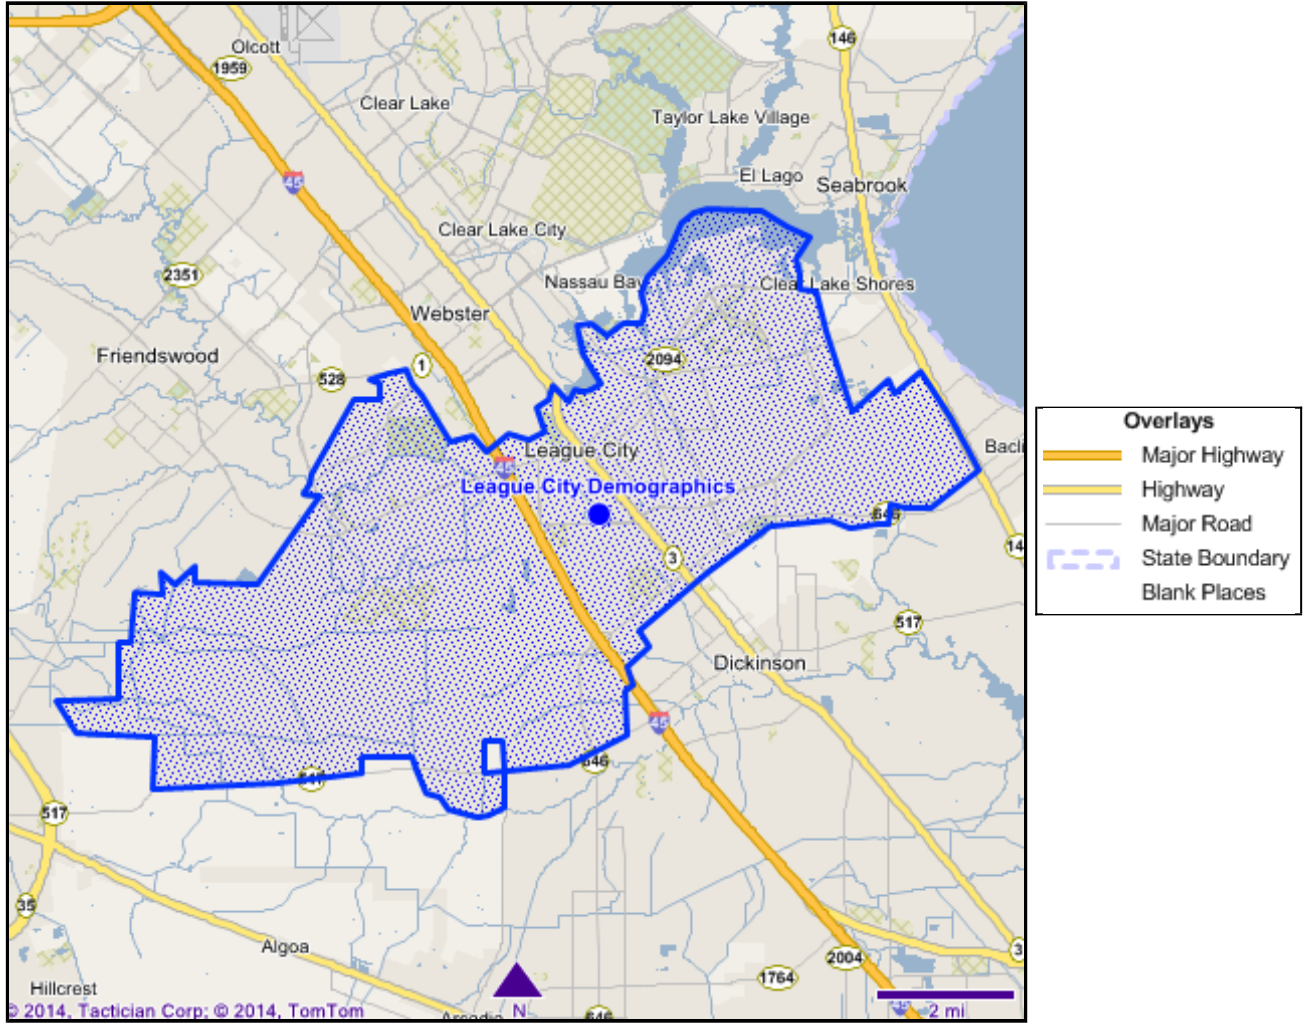 146
Olcott
1959
Clear Lake
Taylor Lake Village
El Lago
Seabrook
45
Clear Lake City
2351
Nassau Bay
Clear Lake Shores
Webster
Friendswood
2094
1
528
League City
45
League City Demographics
646
3
517
Dickinson
45
646
517
517
35
Algoa
Hillcrest
2004
1764
3
N
2 mi
© 2014, Tactician Corp; © 2014, TomTom
646
Overlays
Major Highway
Highway
Major Road
State Boundary
Blank Places